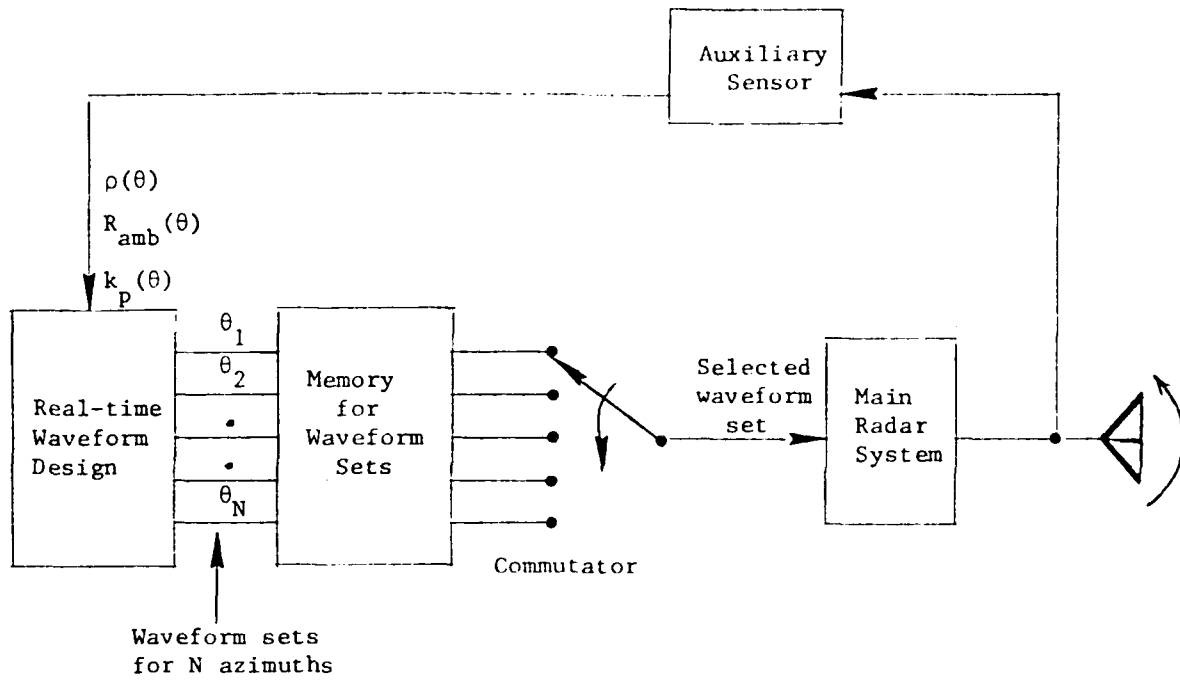 Auxiliary
Sensor
ρ(θ)
R_amb(θ)
k_p(θ)
Real-time
Waveform
Design
θ_1
θ_2
θ_N
Memory
for
Waveform
Sets
Commutator
Selected
waveform
set
Main
Radar
System
Waveform sets
for N azimuths